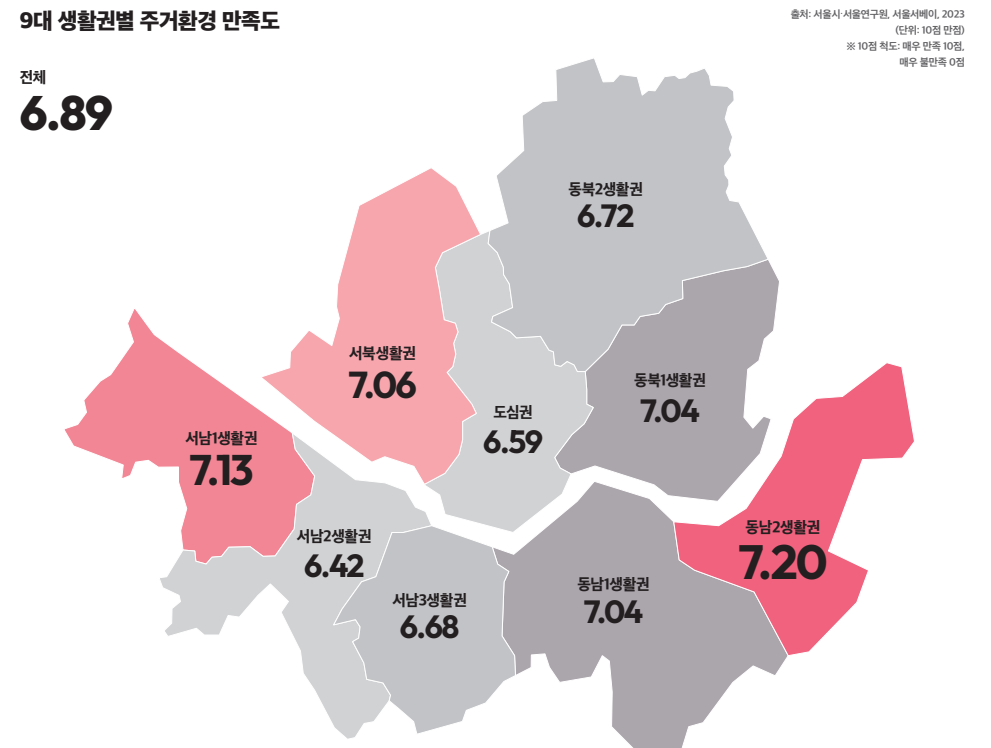 9대 생활권별 주거환경 만족도
출처: 서울시·서울연구원, 서울서베이, 2023
(단위: 10점 만점)
※ 10점 척도: 매우 만족 10점,
매우 불만족 0점
전체
6.89
동북2생활권
6.72
서북생활권
7.06
동북1생활권
7.04
도심권
6.59
서남1생활권
7.13
서남2생활권
6.42
동남2생활권
7.20
서남3생활권
6.68
동남1생활권
7.04